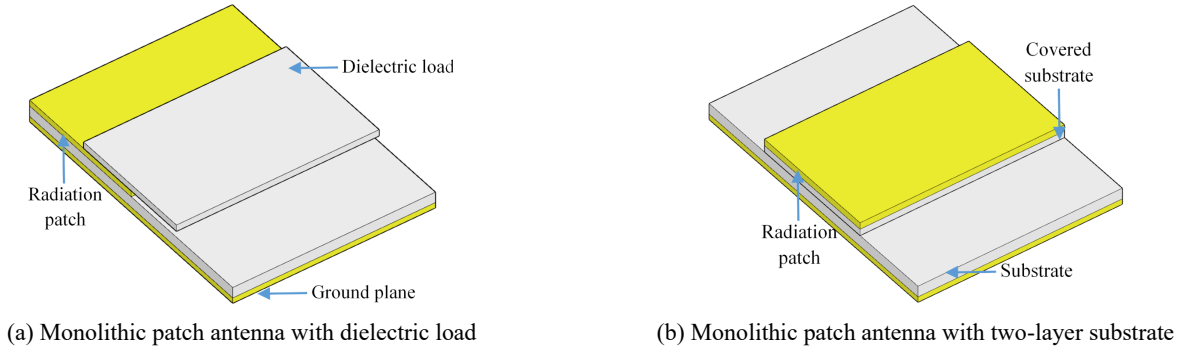 Dielectric load
Radiation
patch
Ground plane
(a) Monolithic patch antenna with dielectric load
Covered
substrate
Radiation
patch
Substrate
(b) Monolithic patch antenna with two-layer substrate